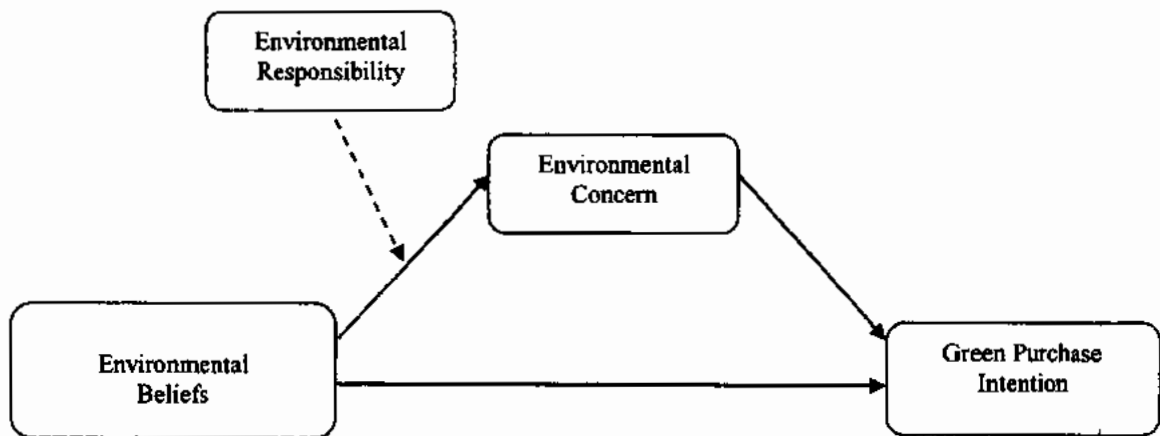 Environmental
Responsibility
Environmental
Concern
Environmental
Beliefs
Green Purchase
Intention